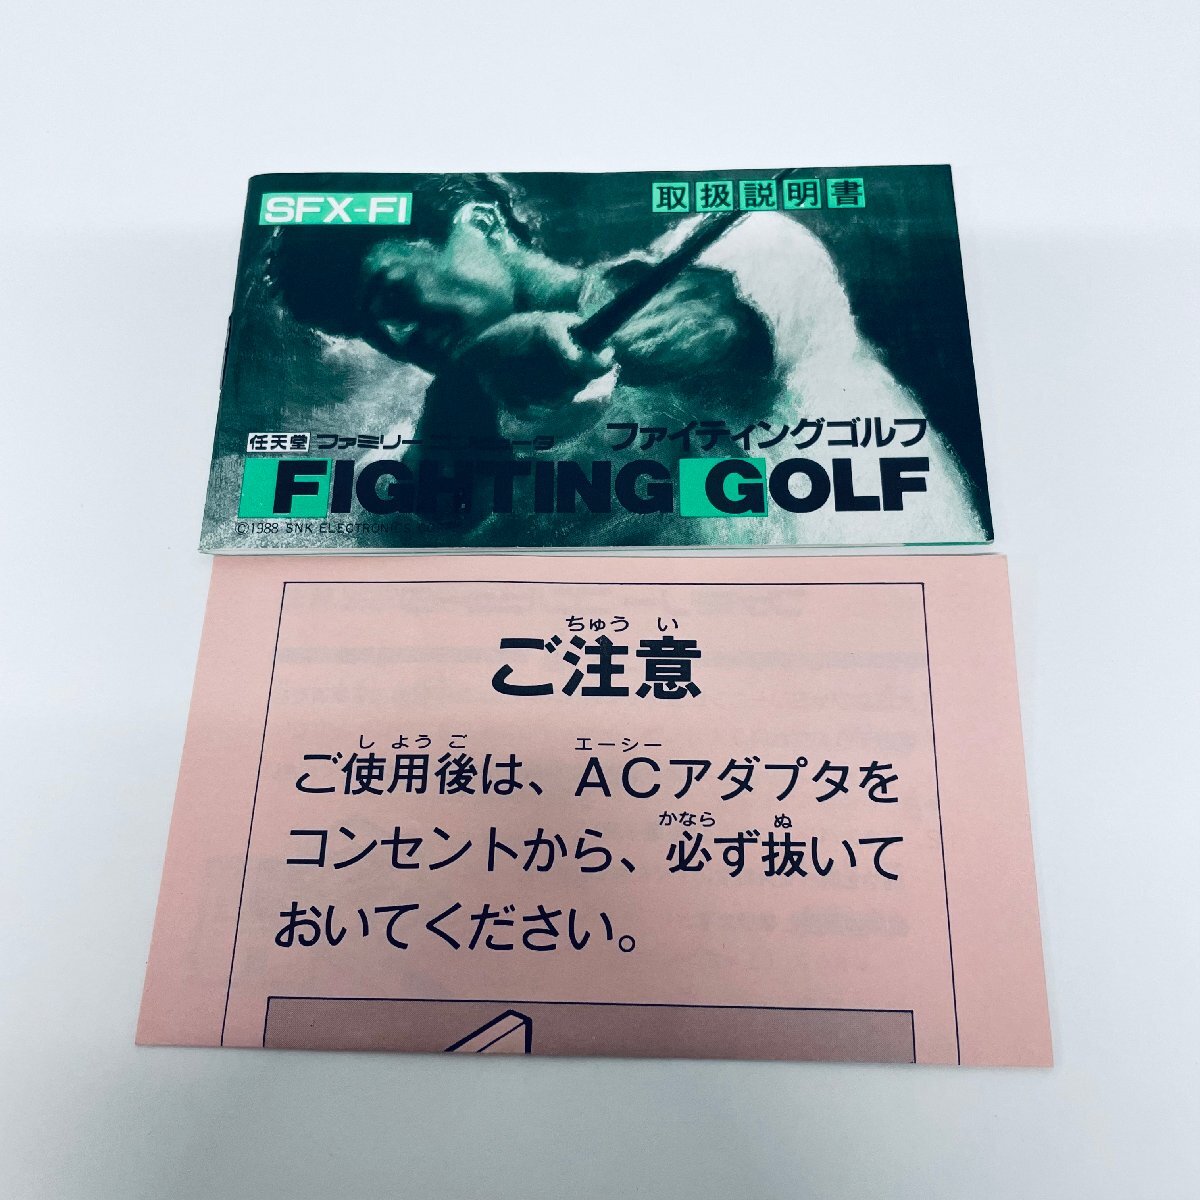 SFX-FI
取扱説明書
任天堂 ファミリーコンピュータ
ファイティングゴルフ
FIGHTING GOLF
©1988 SNK ELECTRONICS
ちゅうい
ご注意
しようご エーシー
ご使用後は、ACアダプタを
かなら ぬ
コンセントから、必ず抜いて
おいてください。